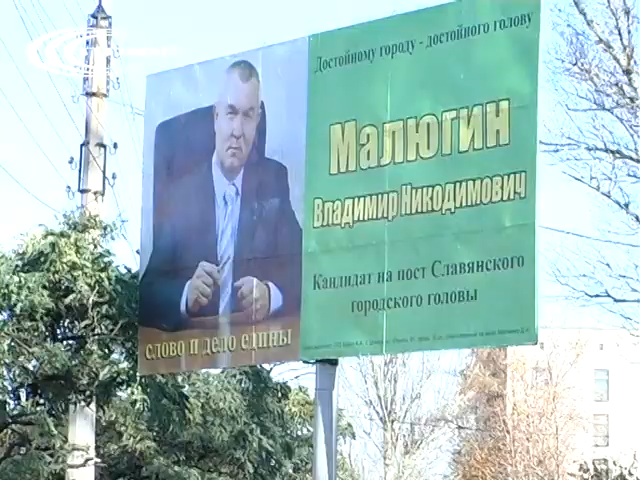 Достойному городу - достойного голову
Малюгин
Владимир Никодимович
Кандидат на пост Славянского
городского головы
слово и дело едины